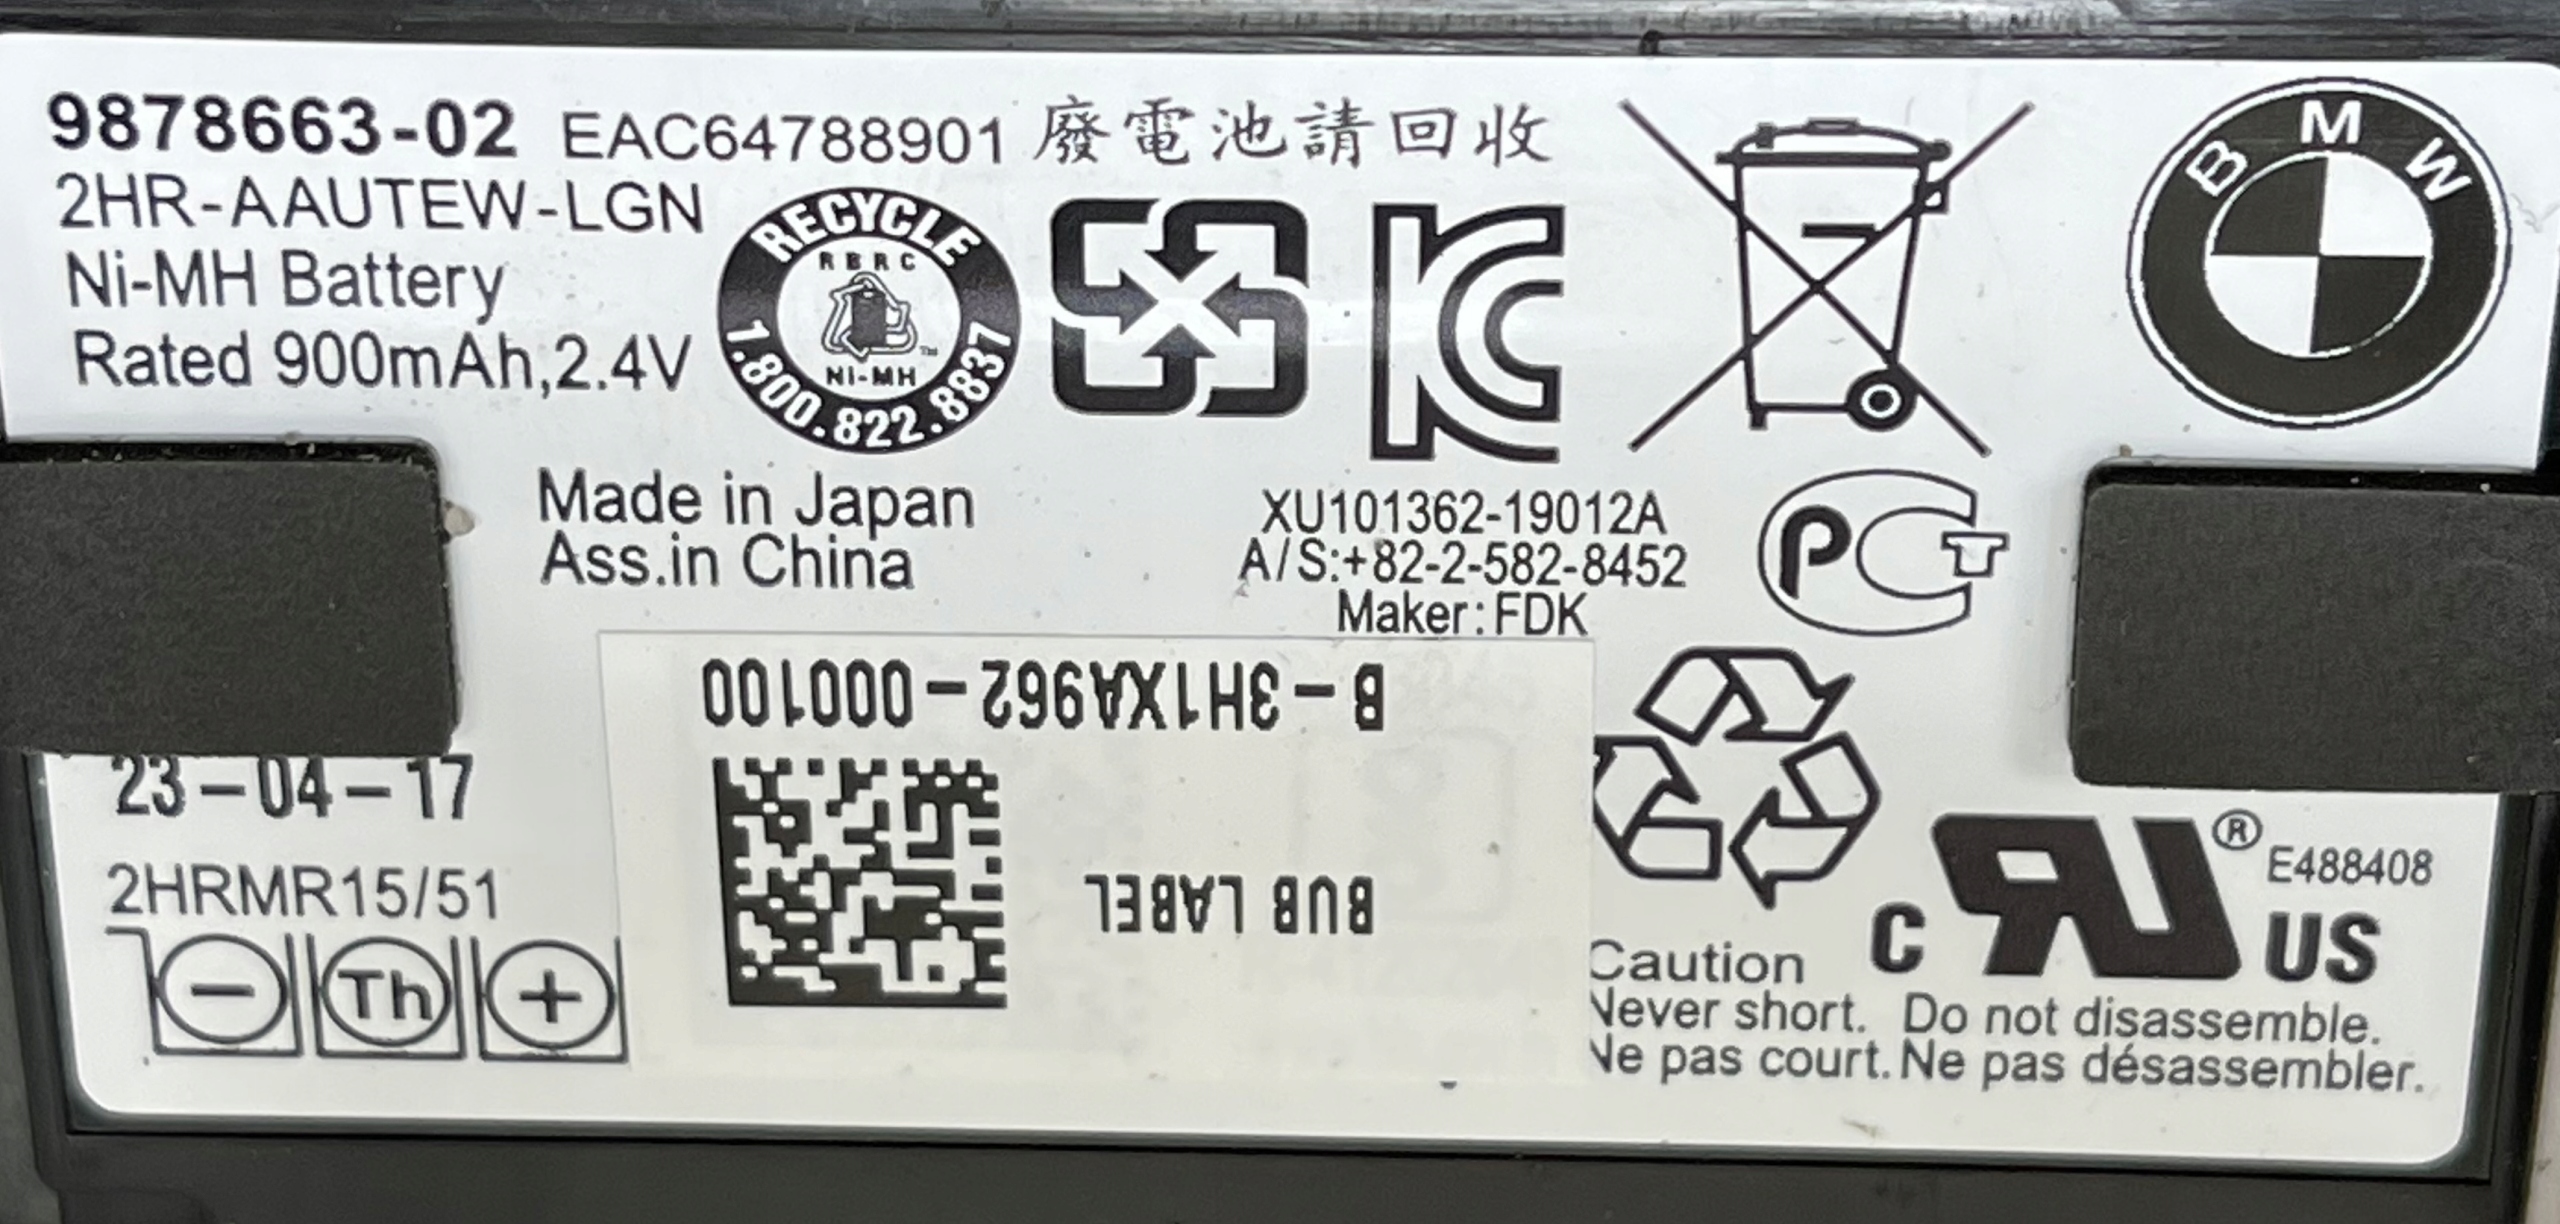 9878663-02 EAC64788901 廢電池請回收
2HR-AAUTEW-LGN
Ni-MH Battery
Rated 900mAh,2.4V
RECYCLE
RBRC
TM
NI-MH
1.800.822.8837
BMW
Made in Japan
Ass.in China
XU101362-19012A
A/S:+82-2-582-8452
Maker:FDK
PCT
B-3H1XA962-000100
BUB LABEL
23-04-17
2HRMR15/51
- Th +
c RU ® US
E488408
Caution
Never short. Do not disassemble.
Ne pas court. Ne pas désassembler.